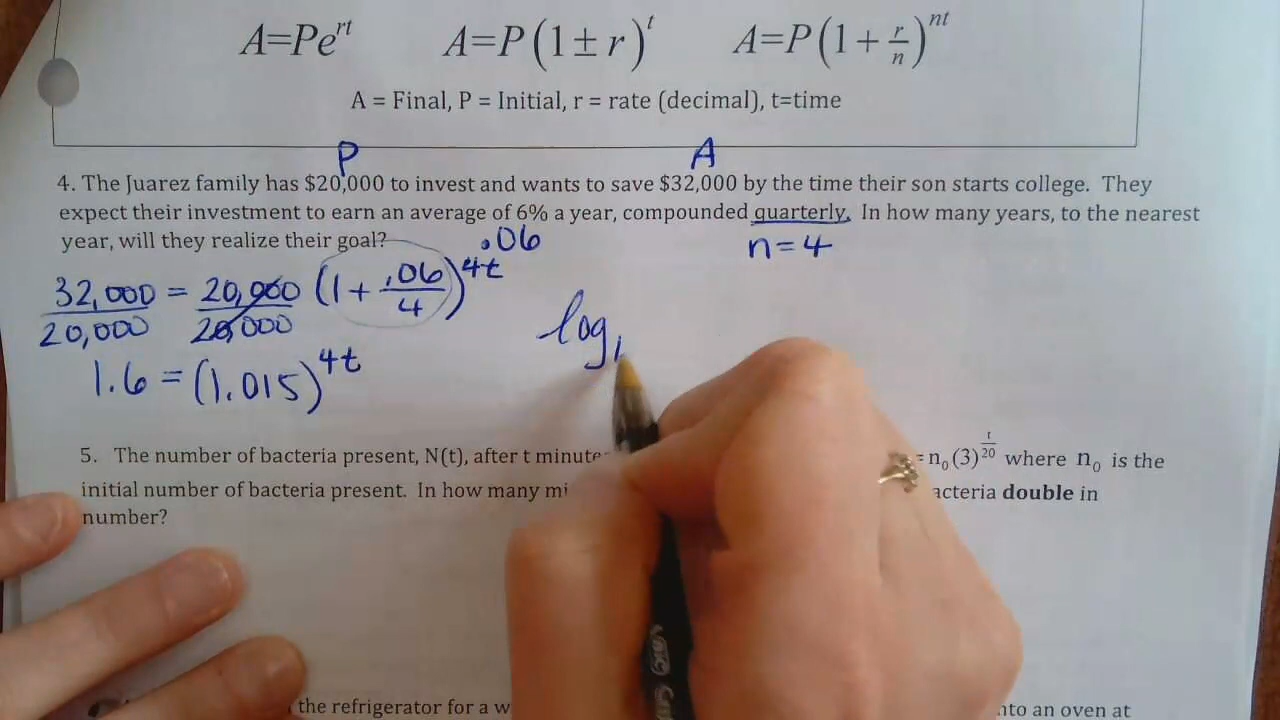 A=Pe^{rt} A=P(1±r)^t A=P(1+\frac{r}{n})^{nt}
A = Final, P = Initial, r = rate (decimal), t=time
P A
4. The Juarez family has $20,000 to invest and wants to save $32,000 by the time their son starts college. They
expect their investment to earn an average of 6% a year, compounded quarterly. In how many years, to the nearest
year, will they realize their goal?
.06 n=4
32,000/20,000 = 20,000/20,000 (1+.06/4)^{4t}
log
1.6 = (1.015)^{4t}
5. The number of bacteria present, N(t), after t =n₀(3)^{t/20} where n₀ is the
initial number of bacteria present. In how many double in
number?
the refrigerator for a an oven at